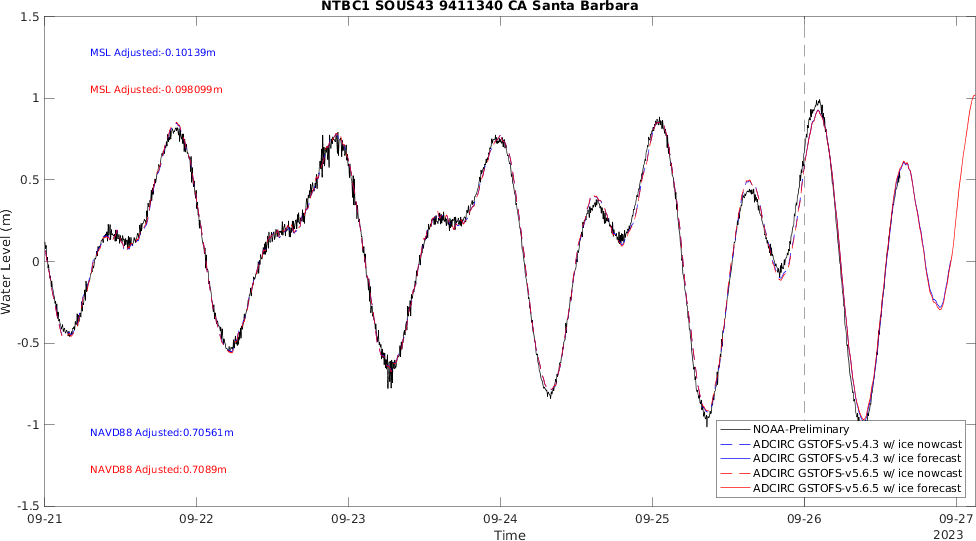 NTBC1 SOUS43 9411340 CA Santa Barbara
1.5
MSL Adjusted:-0.10139m
MSL Adjusted:-0.098099m
1
0.5
0
-0.5
-1
-1.5
Water Level (m)
NAVD88 Adjusted:0.70561m
NAVD88 Adjusted:0.7089m
NOAA-Preliminary
ADCIRC GSTOFS-v5.4.3 w/ ice nowcast
ADCIRC GSTOFS-v5.4.3 w/ ice forecast
ADCIRC GSTOFS-v5.6.5 w/ ice nowcast
ADCIRC GSTOFS-v5.6.5 w/ ice forecast
09-21 09-22 09-23 09-24 09-25 09-26 09-27
Time 2023